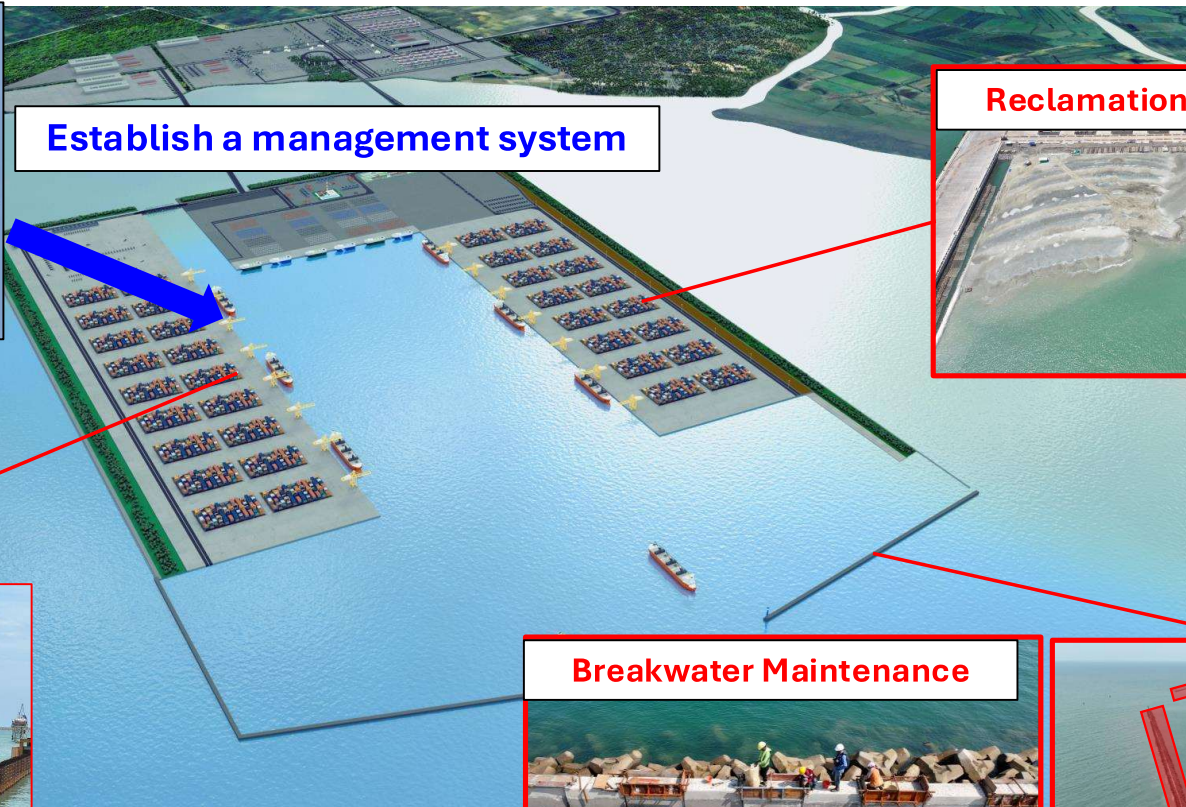 Establish a management system
Reclamation
Breakwater Maintenance